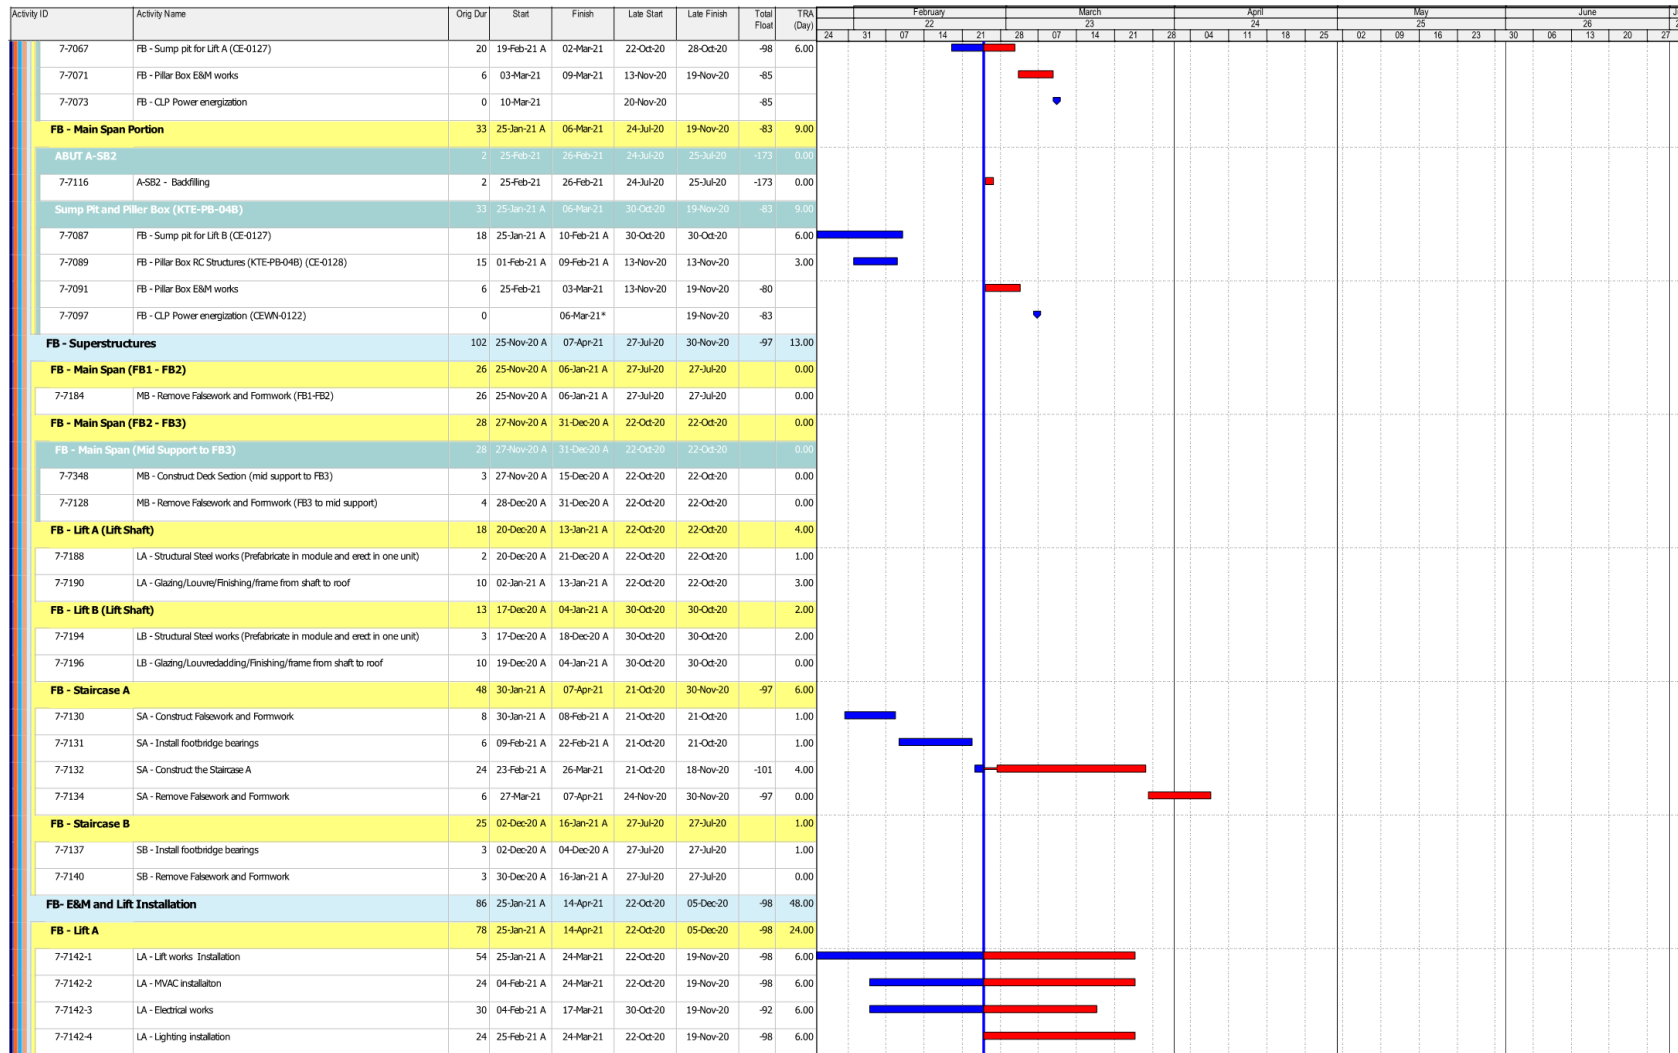 Activity ID Activity Name Orig Dur Start Finish Late Start Late Finish Total Float TRA (Day)
February March April May June
22 23 24 25 26
24 31 07 14 21 28 07 14 21 28 04 11 18 25 02 09 16 23 30 06 13 20 27
7-7067 FB - Sump pit for Lift A (CE-0127) 20 19-Feb-21 A 02-Mar-21 22-Oct-20 28-Oct-20 -98 6.00
7-7071 FB - Pillar Box E&M works 6 03-Mar-21 09-Mar-21 13-Nov-20 19-Nov-20 -85
7-7073 FB - CLP Power energization 0 10-Mar-21 20-Nov-20 -85
FB - Main Span Portion 33 25-Jan-21 A 06-Mar-21 24-Jul-20 19-Nov-20 -83 9.00
ABUT A-SB2 2 25-Feb-21 26-Feb-21 24-Jul-20 25-Jul-20 -173 0.00
7-7116 A-SB2 - Backfilling 2 25-Feb-21 26-Feb-21 24-Jul-20 25-Jul-20 -173 0.00
Sump Pit and Piller Box (KTE-PB-04B) 33 25-Jan-21 A 06-Mar-21 30-Oct-20 19-Nov-20 -83 9.00
7-7087 FB - Sump pit for Lift B (CE-0127) 18 25-Jan-21 A 10-Feb-21 A 30-Oct-20 30-Oct-20 6.00
7-7089 FB - Pillar Box RC Structures (KTE-PB-04B) (CE-0128) 15 01-Feb-21 A 09-Feb-21 A 13-Nov-20 13-Nov-20 3.00
7-7091 FB - Pillar Box E&M works 6 25-Feb-21 03-Mar-21 13-Nov-20 19-Nov-20 -80
7-7097 FB - CLP Power energization (CEWN-0122) 0 06-Mar-21* 19-Nov-20 -83
FB - Superstructures 102 25-Nov-20 A 07-Apr-21 27-Jul-20 30-Nov-20 -97 13.00
FB - Main Span (FB1 - FB2) 26 25-Nov-20 A 06-Jan-21 A 27-Jul-20 27-Jul-20 0.00
7-7184 MB - Remove Falsework and Formwork (FB1-FB2) 26 25-Nov-20 A 06-Jan-21 A 27-Jul-20 27-Jul-20 0.00
FB - Main Span (FB2 - FB3) 28 27-Nov-20 A 31-Dec-20 A 22-Oct-20 22-Oct-20 0.00
FB - Main Span (Mid Support to FB3) 28 27-Nov-20 A 31-Dec-20 A 22-Oct-20 22-Oct-20 0.00
7-7348 MB - Construct Deck Section (mid support to FB3) 3 27-Nov-20 A 15-Dec-20 A 22-Oct-20 22-Oct-20 0.00
7-7128 MB - Remove Falsework and Formwork (FB3 to mid support) 4 28-Dec-20 A 31-Dec-20 A 22-Oct-20 22-Oct-20 0.00
FB - Lift A (Lift Shaft) 18 20-Dec-20 A 13-Jan-21 A 22-Oct-20 22-Oct-20 4.00
7-7188 LA - Structural Steel works (Prefabricate in module and erect in one unit) 2 20-Dec-20 A 21-Dec-20 A 22-Oct-20 22-Oct-20 1.00
7-7190 LA - Glazing/Louvre/Finishing/frame from shaft to roof 10 02-Jan-21 A 13-Jan-21 A 22-Oct-20 22-Oct-20 3.00
FB - Lift B (Lift Shaft) 13 17-Dec-20 A 04-Jan-21 A 30-Oct-20 30-Oct-20 2.00
7-7194 LB - Structural Steel works (Prefabricate in module and erect in one unit) 3 17-Dec-20 A 18-Dec-20 A 30-Oct-20 30-Oct-20 2.00
7-7196 LB - Glazing/Louvredadding/Finishing/frame from shaft to roof 10 19-Dec-20 A 04-Jan-21 A 30-Oct-20 30-Oct-20 0.00
FB - Staircase A 48 30-Jan-21 A 07-Apr-21 21-Oct-20 30-Nov-20 -97 6.00
7-7130 SA - Construct Falsework and Formwork 8 30-Jan-21 A 08-Feb-21 A 21-Oct-20 21-Oct-20 1.00
7-7131 SA - Install footbridge bearings 6 09-Feb-21 A 22-Feb-21 A 21-Oct-20 21-Oct-20 1.00
7-7132 SA - Construct the Staircase A 24 23-Feb-21 A 26-Mar-21 21-Oct-20 18-Nov-20 -101 4.00
7-7134 SA - Remove Falsework and Formwork 6 27-Mar-21 07-Apr-21 24-Nov-20 30-Nov-20 -97 0.00
FB - Staircase B 25 02-Dec-20 A 16-Jan-21 A 27-Jul-20 27-Jul-20 1.00
7-7137 SB - Install footbridge bearings 3 02-Dec-20 A 04-Dec-20 A 27-Jul-20 27-Jul-20 1.00
7-7140 SB - Remove Falsework and Formwork 3 30-Dec-20 A 16-Jan-21 A 27-Jul-20 27-Jul-20 0.00
FB- E&M and Lift Installation 86 25-Jan-21 A 14-Apr-21 22-Oct-20 05-Dec-20 -98 48.00
FB - Lift A 78 25-Jan-21 A 14-Apr-21 22-Oct-20 05-Dec-20 -98 24.00
7-7142-1 LA - Lift works Installation 54 25-Jan-21 A 24-Mar-21 22-Oct-20 19-Nov-20 -98 6.00
7-7142-2 LA - MVAC installaiton 24 04-Feb-21 A 24-Mar-21 22-Oct-20 19-Nov-20 -98 6.00
7-7142-3 LA - Electrical works 30 04-Feb-21 A 17-Mar-21 30-Oct-20 19-Nov-20 -92 6.00
7-7142-4 LA - Lighting installation 24 25-Feb-21 A 24-Mar-21 22-Oct-20 19-Nov-20 -98 6.00